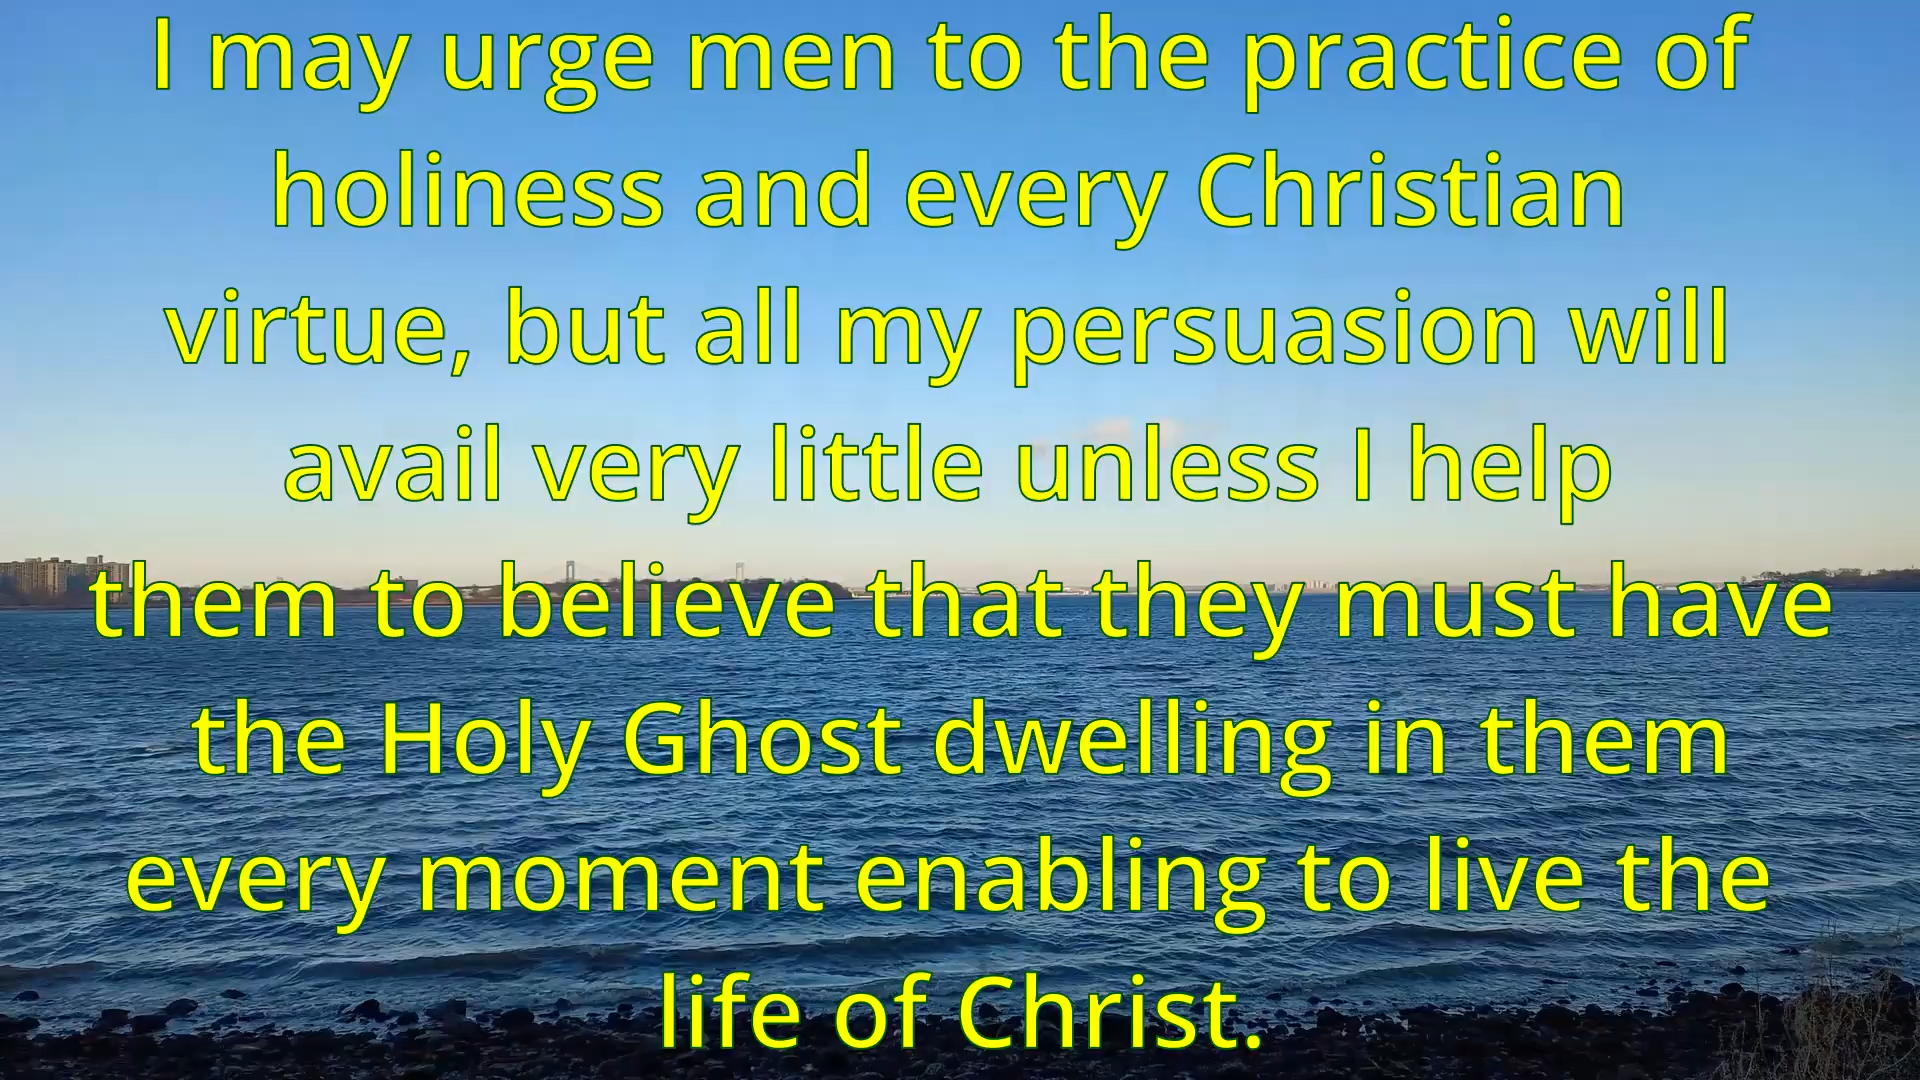 I may urge men to the practice of
holiness and every Christian
virtue, but all my persuasion will
avail very little unless I help
them to believe that they must have
the Holy Ghost dwelling in them
every moment enabling to live the
life of Christ.